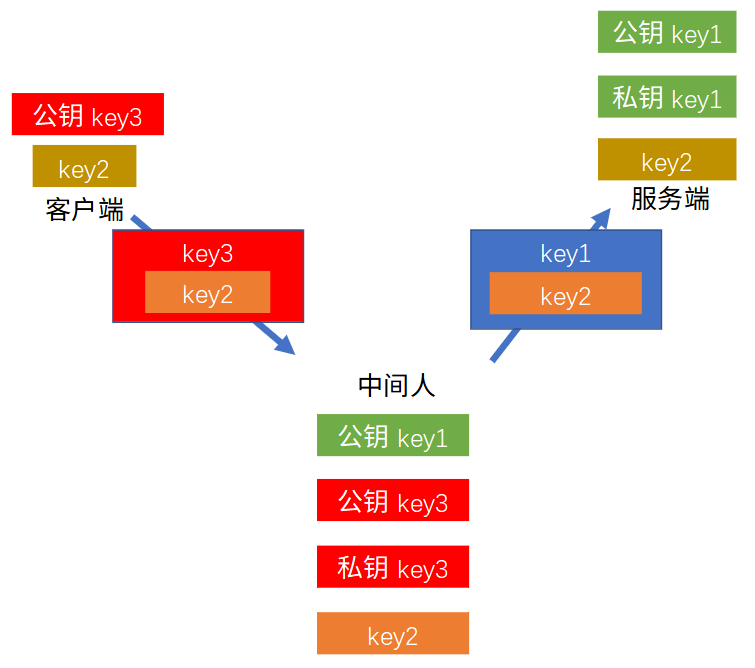 公钥 key1
私钥 key1
key2
服务端
公钥 key3
key2
客户端
key3
key2
key1
key2
中间人
公钥 key1
公钥 key3
私钥 key3
key2